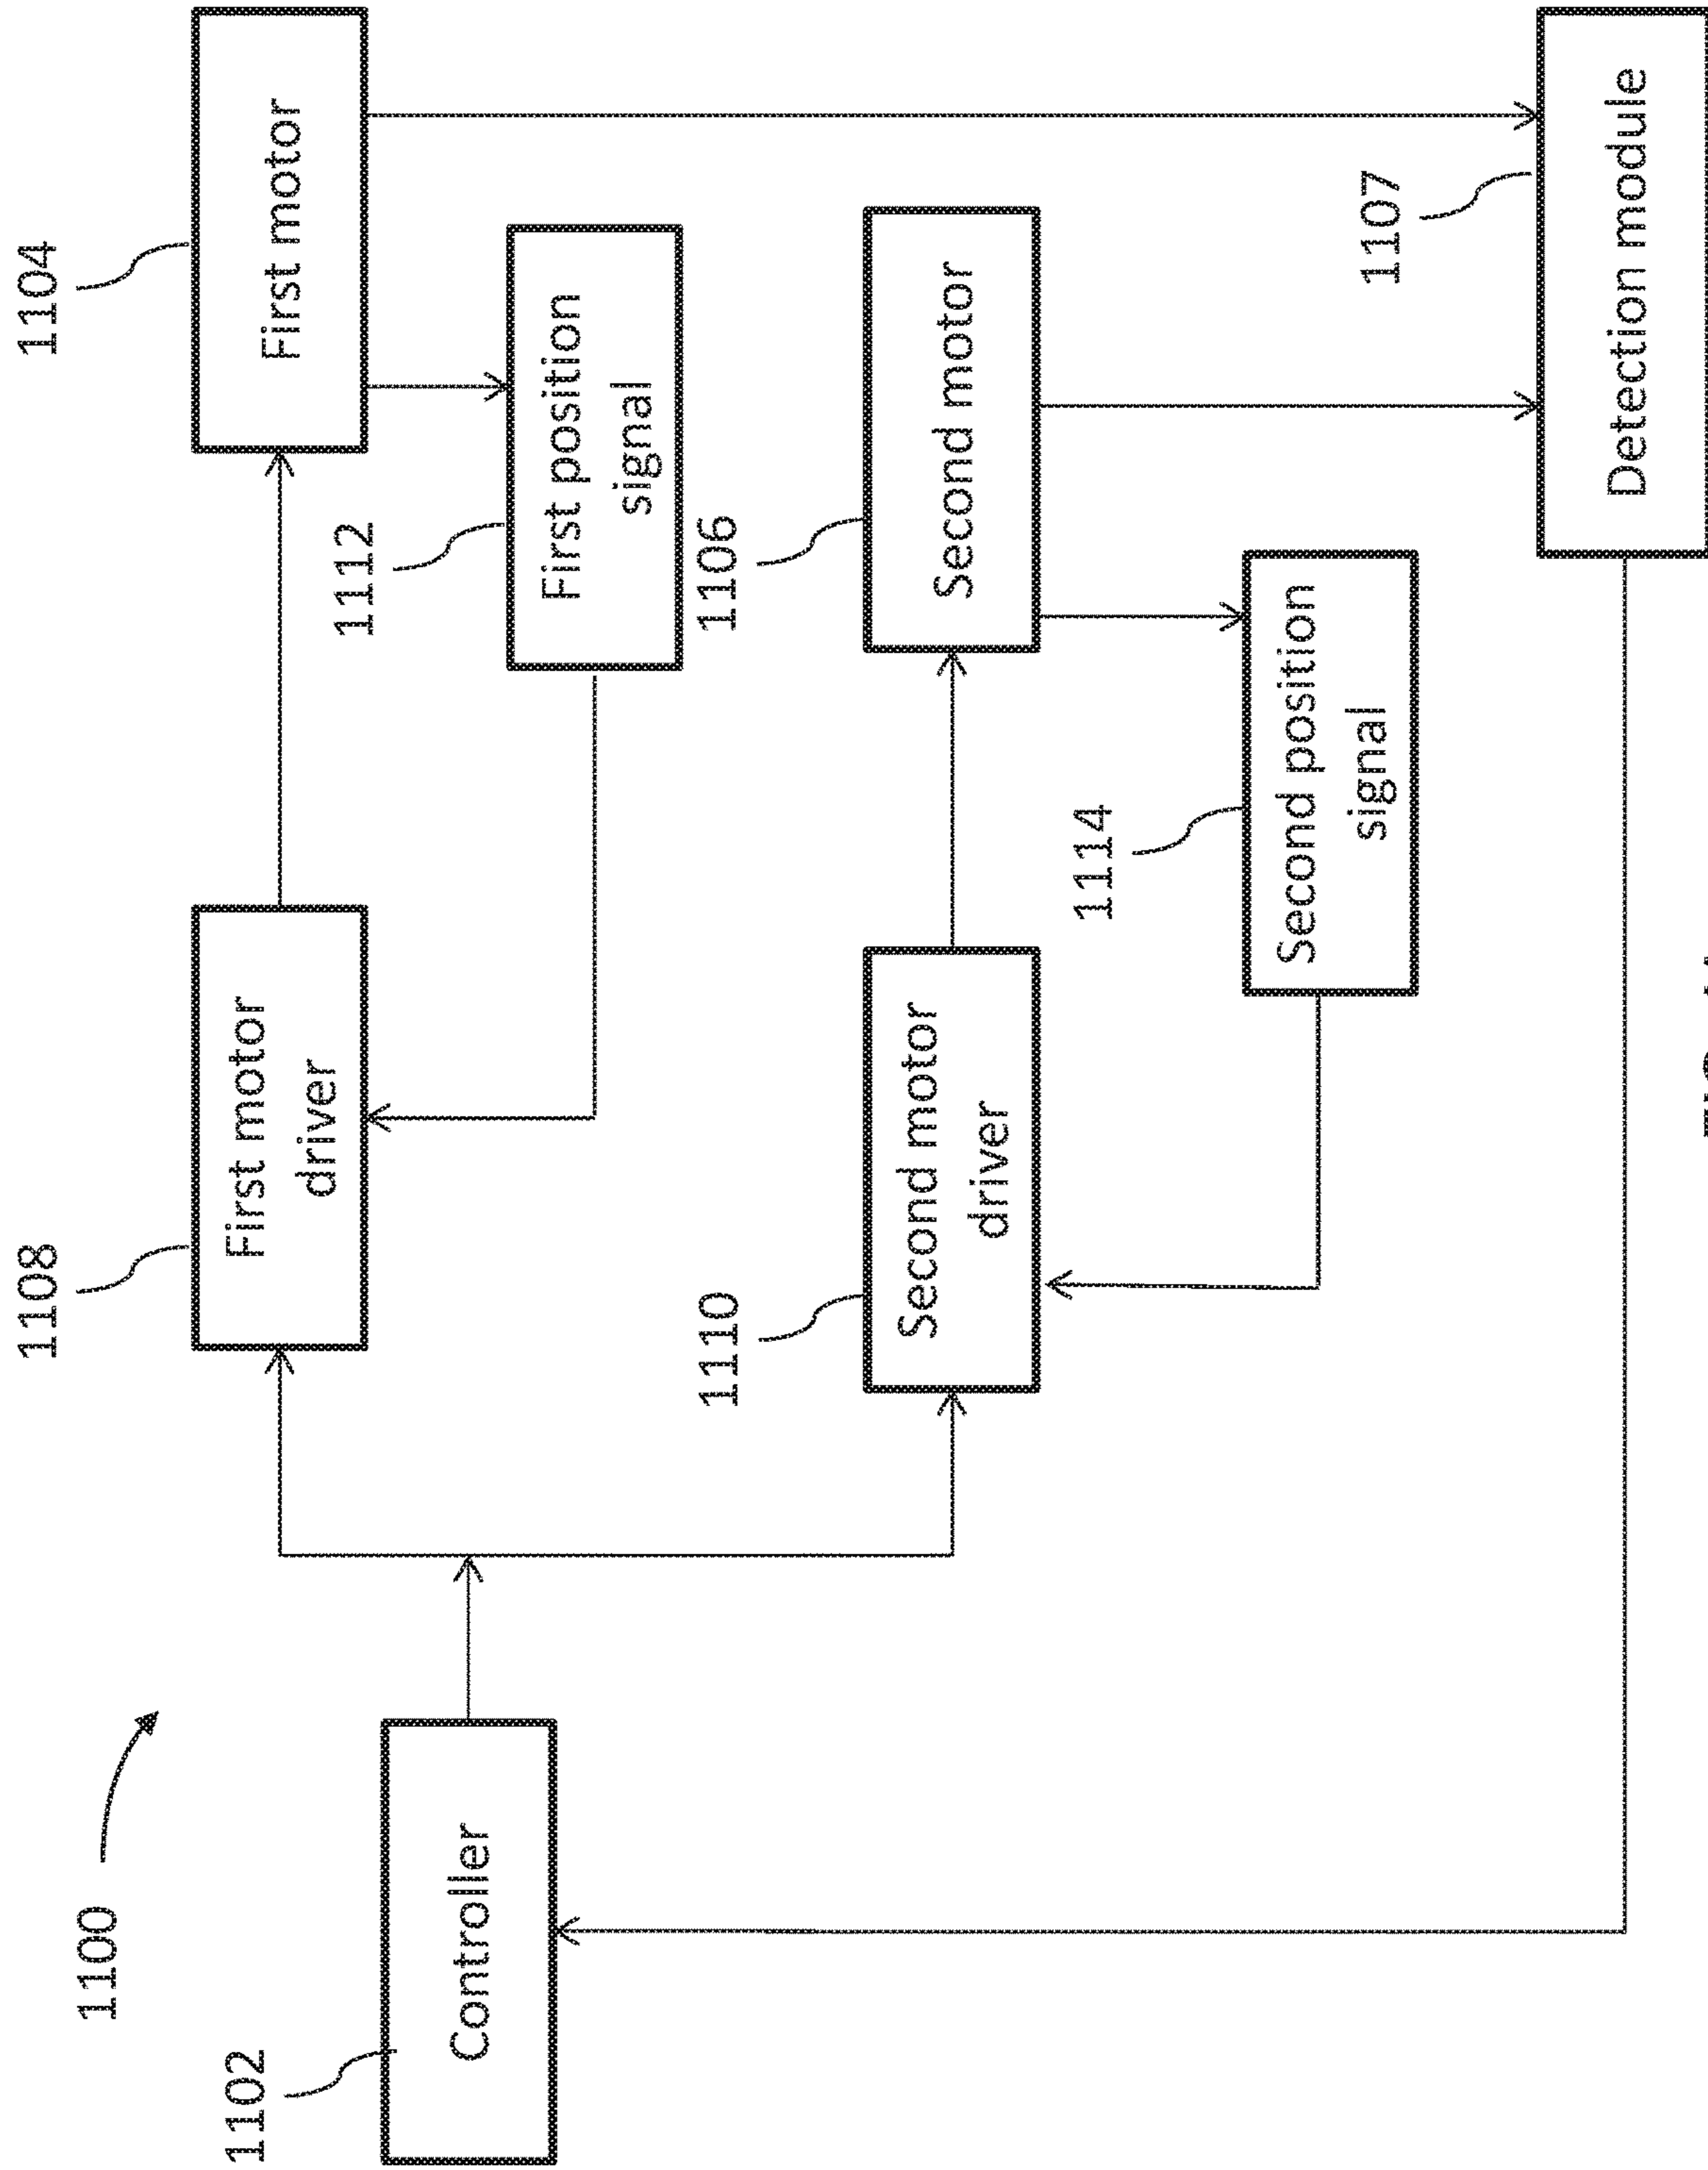 1100
1102
Controller
1108
First motor
driver
1104
First motor
1112
First position
signal
1110
Second motor
driver
1106
Second motor
1114
Second position
signal
1107
Detection module